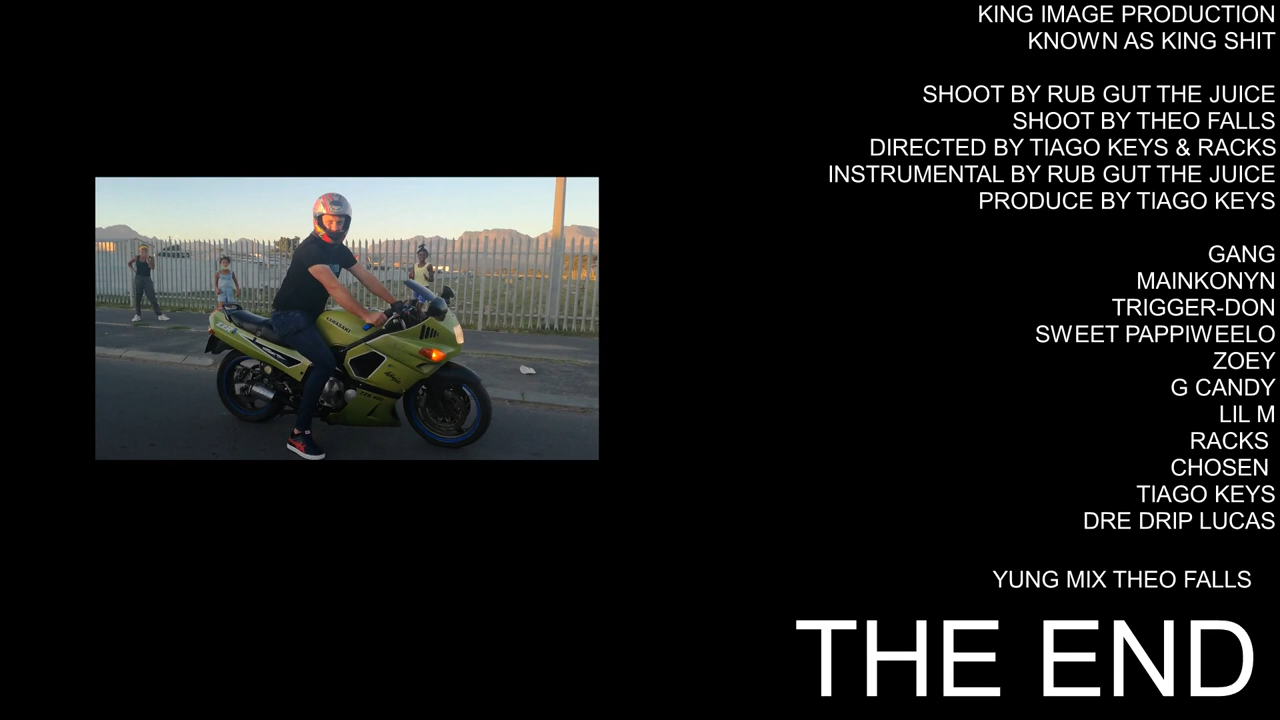 KING IMAGE PRODUCTION
KNOWN AS KING SHIT
SHOOT BY RUB GUT THE JUICE
SHOOT BY THEO FALLS
DIRECTED BY TIAGO KEYS & RACKS
INSTRUMENTAL BY RUB GUT THE JUICE
PRODUCE BY TIAGO KEYS
GANG
MAINKONYN
TRIGGER-DON
SWEET PAPPIWEELO
ZOEY
G CANDY
LIL M
RACKS
CHOSEN
TIAGO KEYS
DRE DRIP LUCAS
YUNG MIX THEO FALLS
THE END
KAWASAKI
Ninja